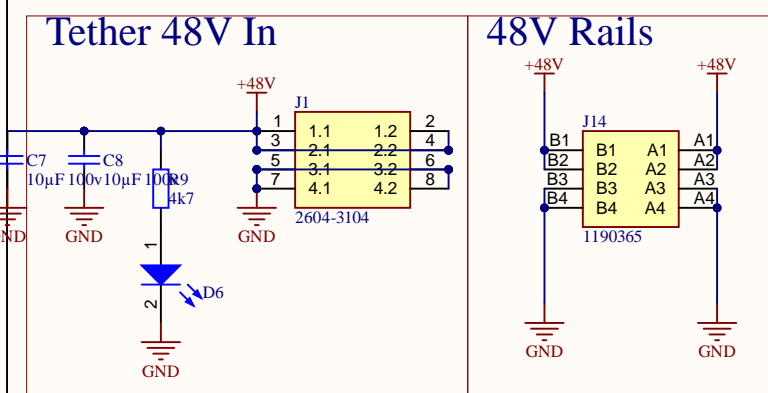 Tether 48V In
48V Rails
+48V
+48V
+48V
J1
J14
1
1.1
1.2
2
3
2.1
2.2
4
5
3.1
3.2
6
7
4.1
4.2
8
2604-3104
GND
C7
10µF 100v
C8
10µF 100v
R9
4k7
GND
GND
1
D6
2
GND
B1
B1
A1
A1
B2
B2
A2
A2
B3
B3
A3
A3
B4
B4
A4
A4
1190365
GND
GND